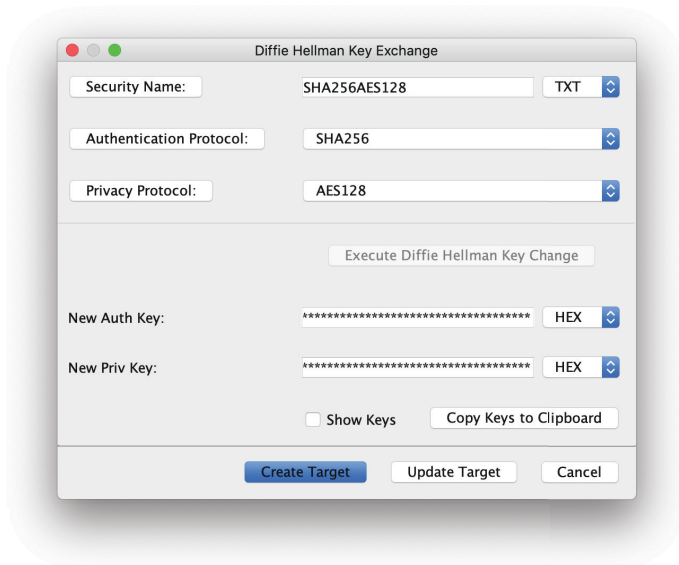 Diffie Hellman Key Exchange
Security Name: SHA256AES128 TXT
Authentication Protocol: SHA256
Privacy Protocol: AES128
Execute Diffie Hellman Key Change
New Auth Key: ************************************ HEX
New Priv Key: ************************************ HEX
Show Keys Copy Keys to Clipboard
Create Target Update Target Cancel